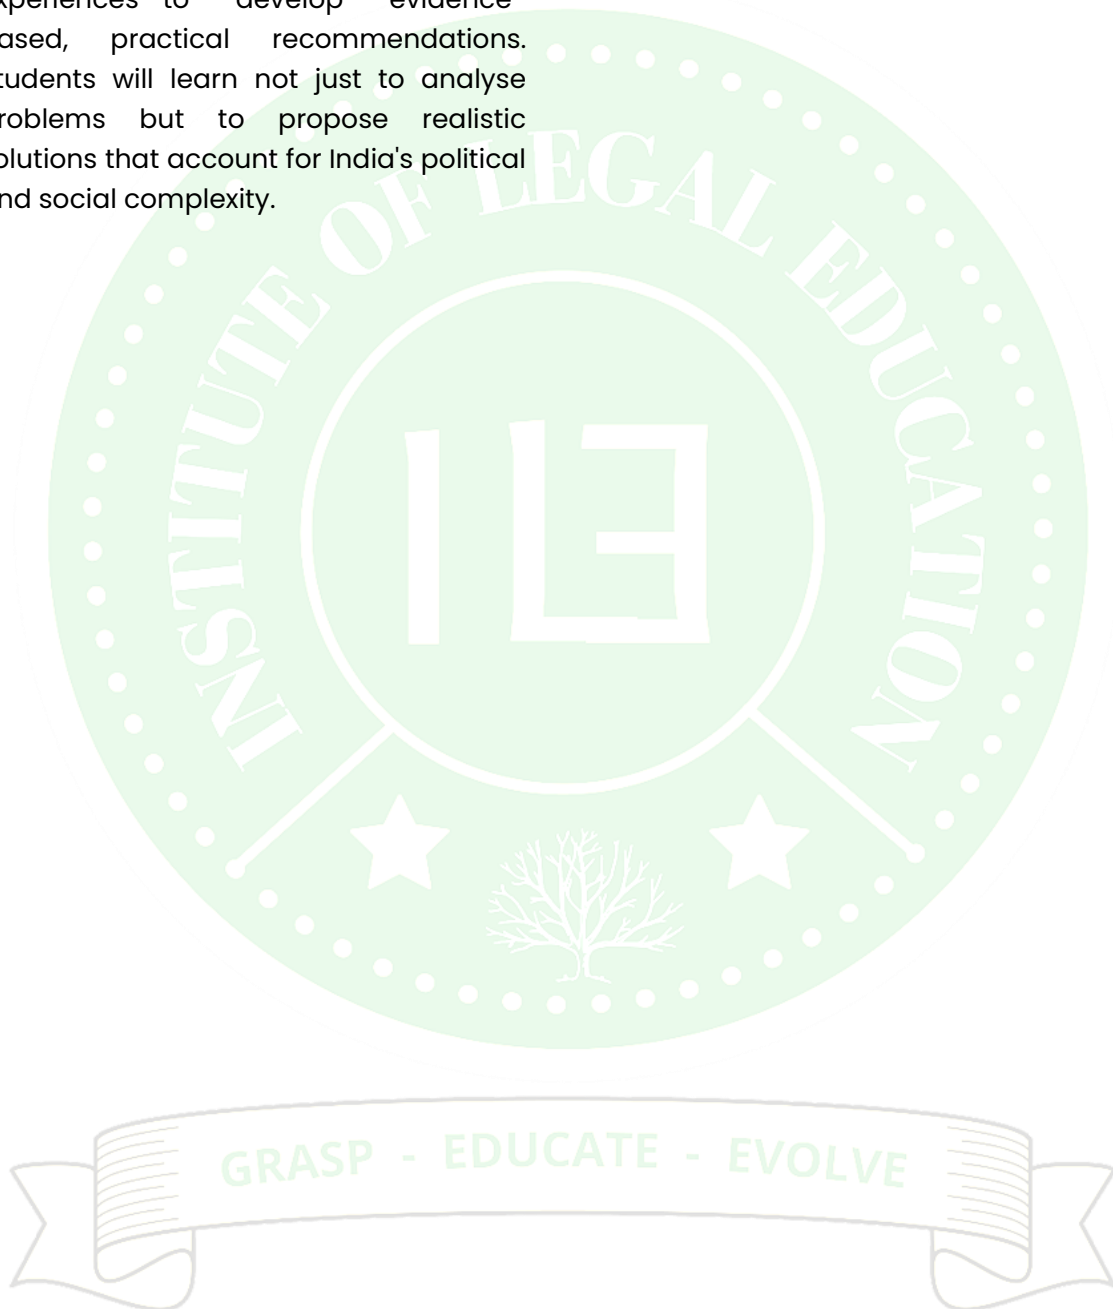 xperiences to develop evidence-
ased, practical recommendations.
tudents will learn not just to analyse
roblems but to propose realistic
olutions that account for India's political
nd social complexity.
INSTITUTE OF LEGAL EDUCATION
ILE
GRASP - EDUCATE - EVOLVE